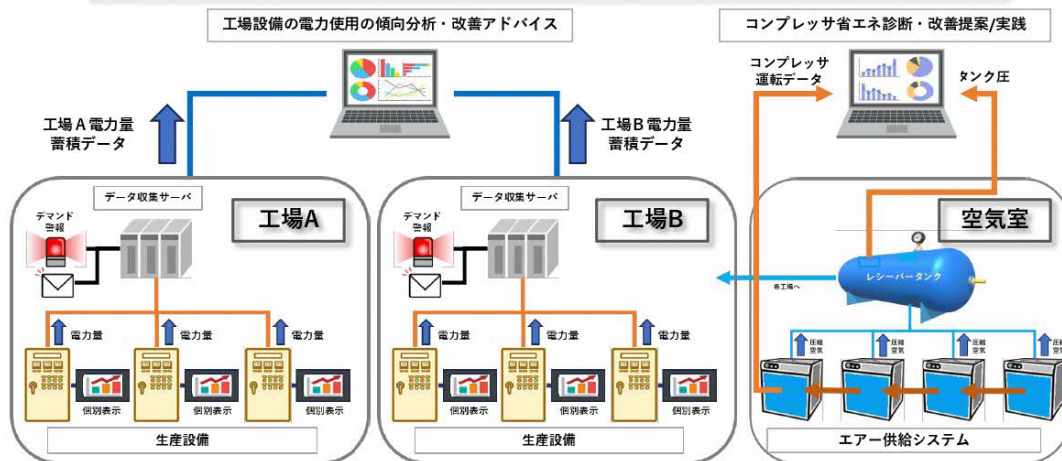 工場設備の電力使用の傾向分析・改善アドバイス
コンプレッサ省エネ診断・改善提案/実践
コンプレッサ
運転データ
タンク圧
工場A電力量
蓄積データ
工場B電力量
蓄積データ
データ収集サーバ
工場A
デマンド
警報
電力量
電力量
電力量
個別表示
個別表示
個別表示
生産設備
データ収集サーバ
工場B
デマンド
警報
電力量
電力量
電力量
個別表示
個別表示
個別表示
生産設備
空気室
レシーバータンク
各工場へ
圧縮
空気
圧縮
空気
圧縮
空気
圧縮
空気
エアー供給システム